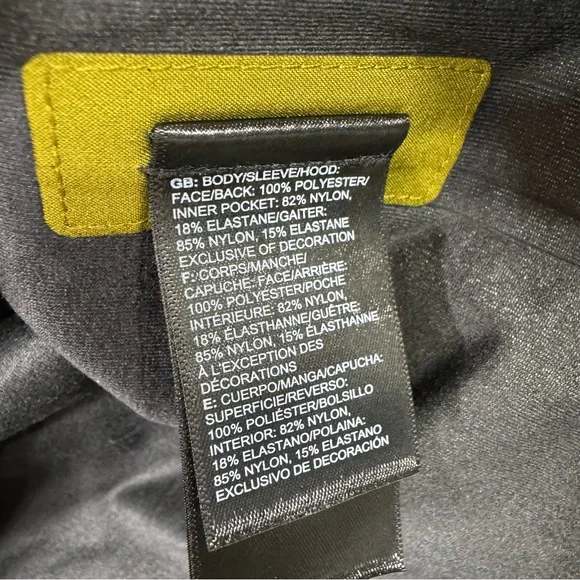 GB: BODY/SLEEVE/HOOD:
FACE/BACK: 100% POLYESTER/
INNER POCKET: 82% NYLON,
18% ELASTANE/GAITER:
85% NYLON, 15% ELASTANE
EXCLUSIVE OF DECORATION
F: CORPS/MANCHE/
CAPUCHE: FACE/ARRIÈRE:
100% POLYESTER/POCHE
INTÉRIEURE: 82% NYLON,
18% ÉLASTHANNE/GUÊTRE:
85% NYLON, 15% ÉLASTHANNE
À L'EXCEPTION DES
DÉCORATIONS
E: CUERPO/MANGA/CAPUCHA:
SUPERFICIE/REVERSO:
100% POLIÉSTER/BOLSILLO
INTERIOR: 82% NYLON,
18% ELASTANO/POLAINA:
85% NYLON, 15% ELASTANO
EXCLUSIVO DE DECORACIÓN